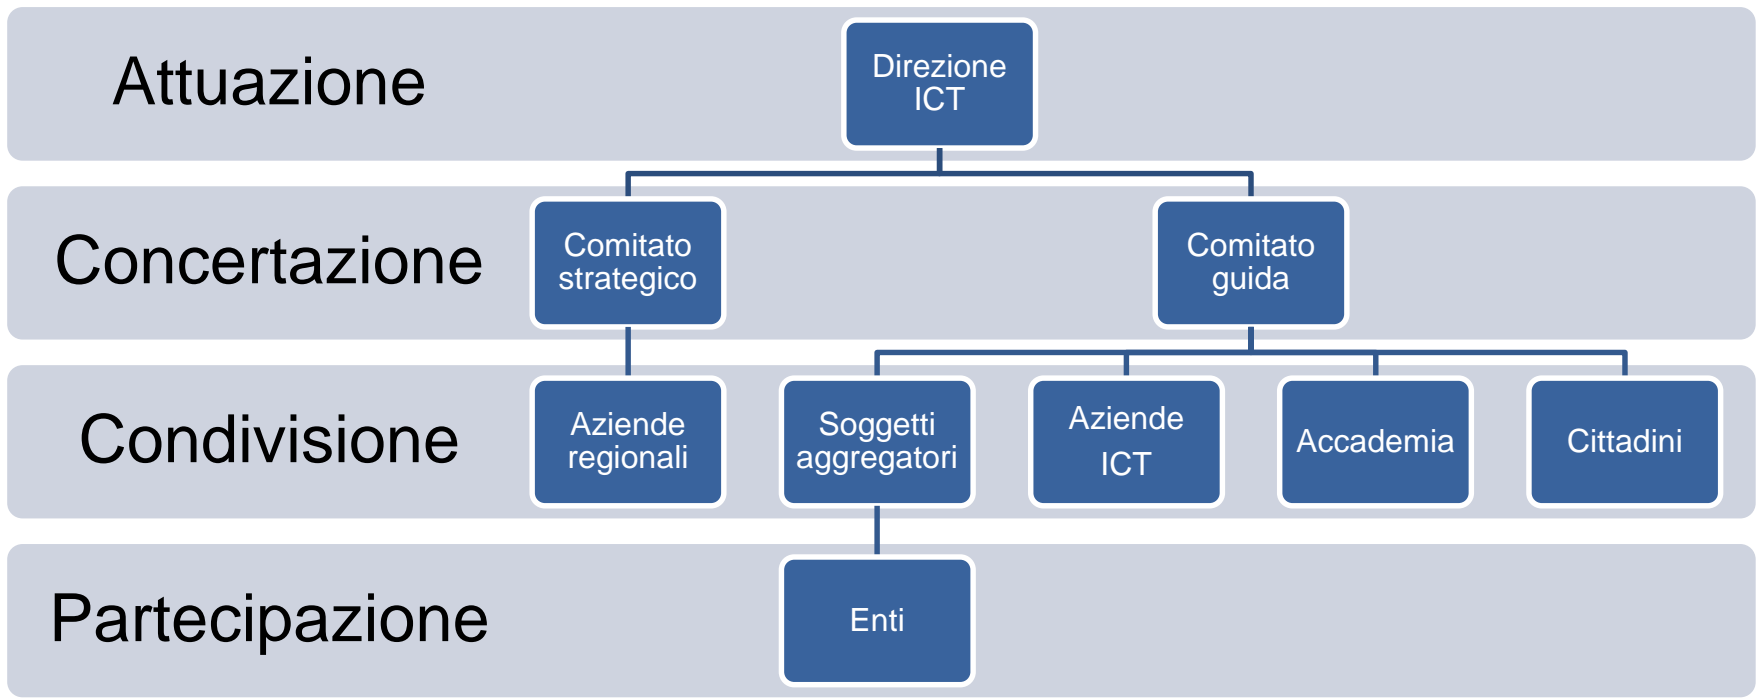 Attuazione
Direzione
ICT
Concertazione
Comitato
strategico
Comitato
guida
Condivisione
Aziende
regionali
Soggetti
aggregatori
Aziende
ICT
Accademia
Cittadini
Partecipazione
Enti